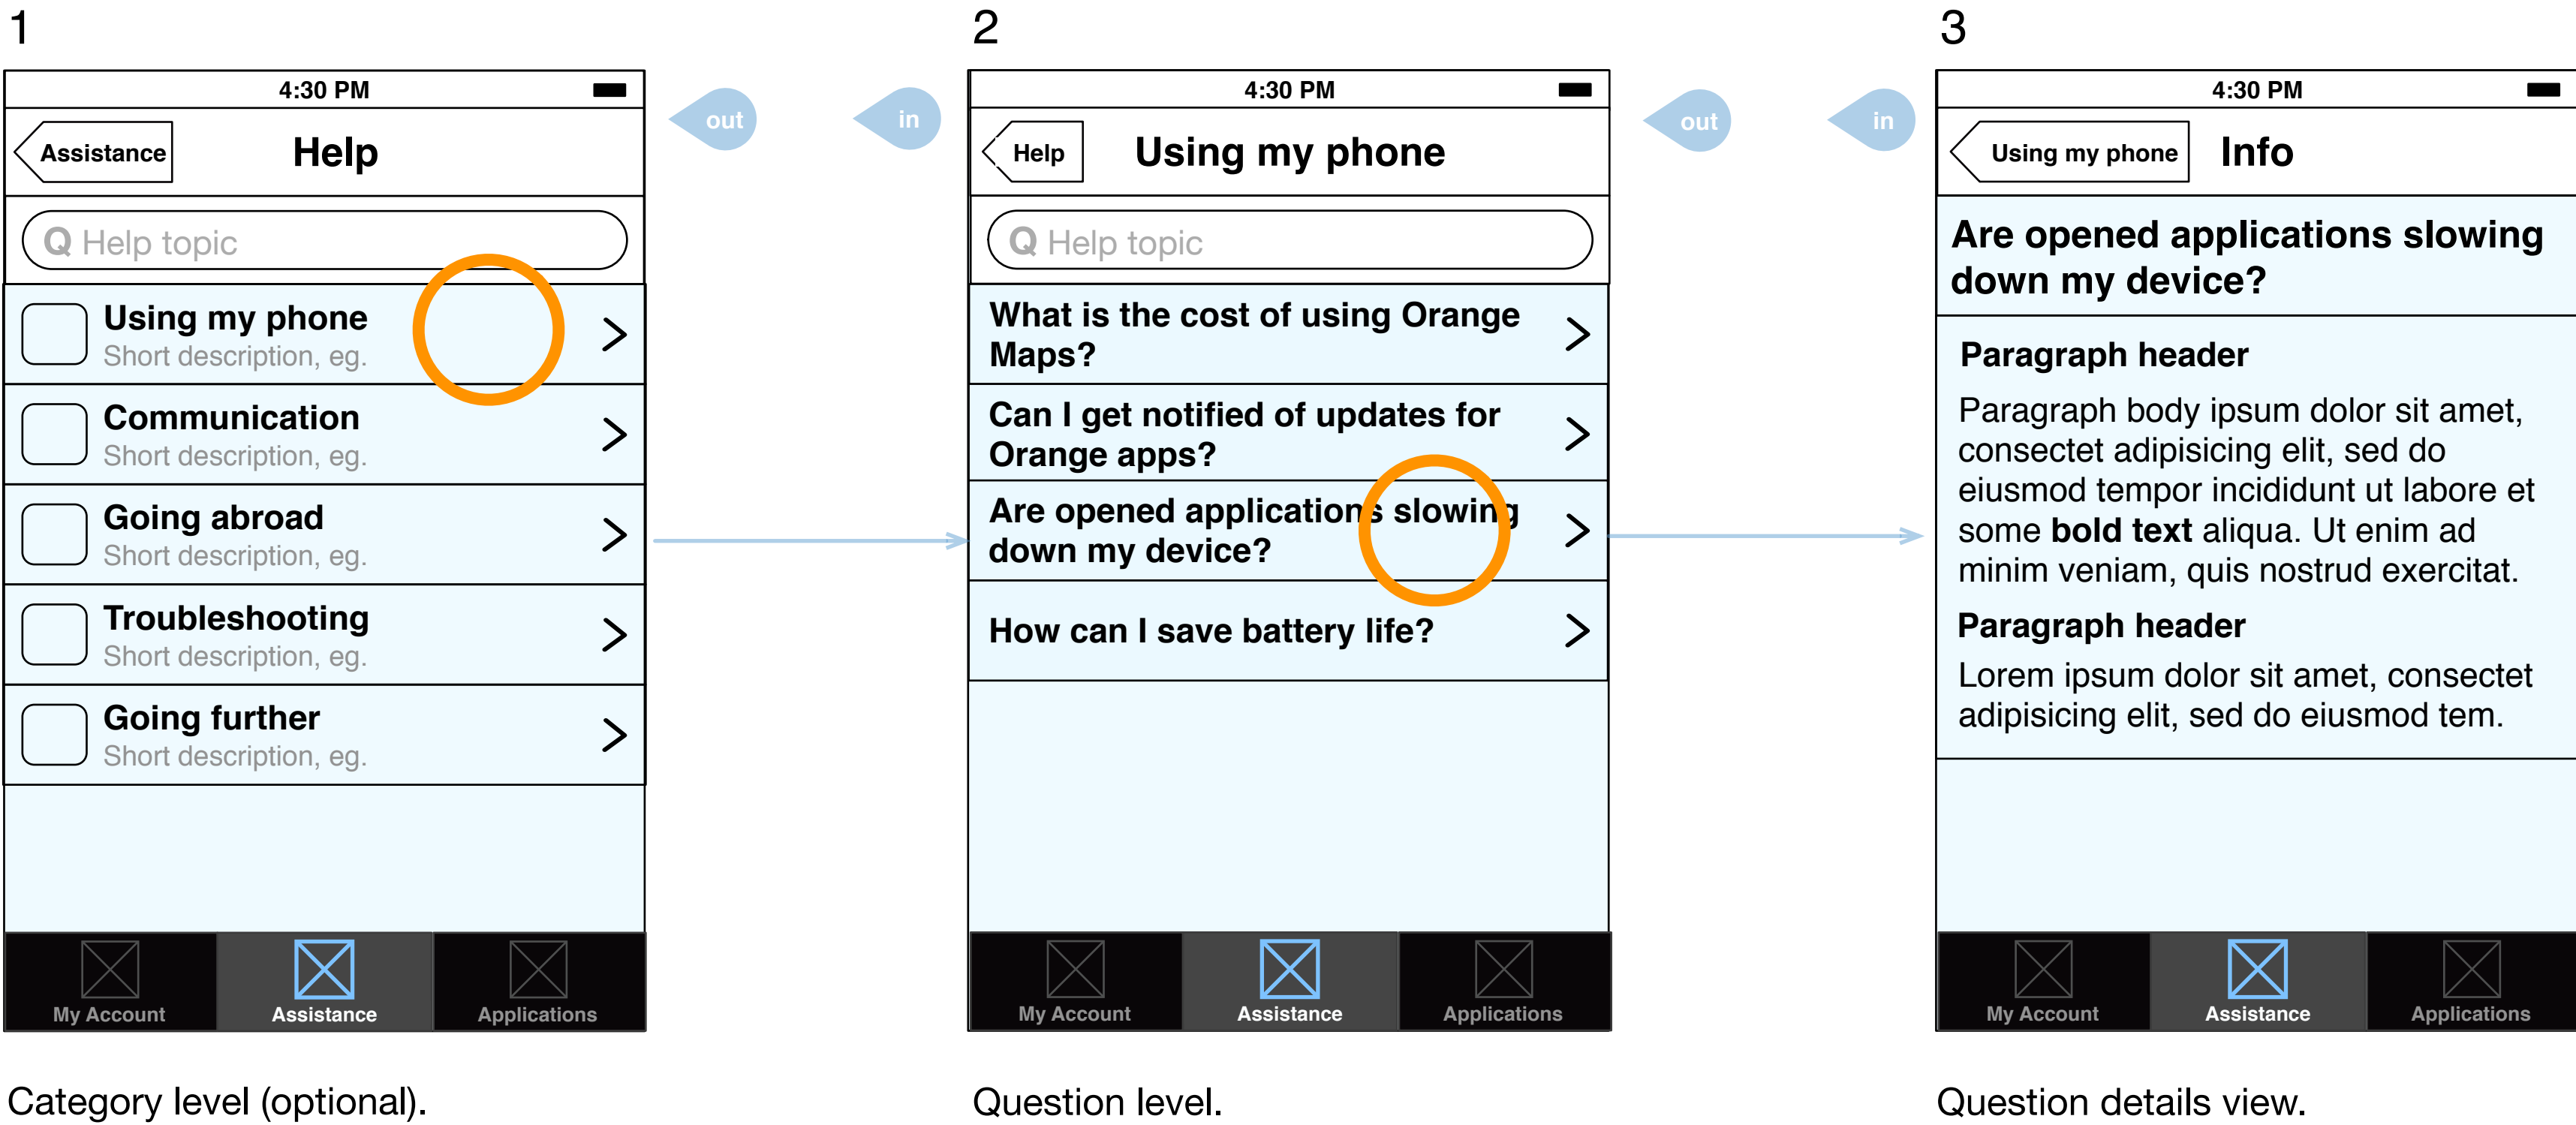 1
4:30 PM
Assistance
Help
Q Help topic
Using my phone
Short description, eg.
Communication
Short description, eg.
Going abroad
Short description, eg.
Troubleshooting
Short description, eg.
Going further
Short description, eg.
My Account
Assistance
Applications
Category level (optional).
out
in
2
4:30 PM
Help
Using my phone
Q Help topic
What is the cost of using Orange
Maps?
Can I get notified of updates for
Orange apps?
Are opened applications slowing
down my device?
How can I save battery life?
My Account
Assistance
Applications
Question level.
out
in
3
4:30 PM
Using my phone
Info
Are opened applications slowing
down my device?
Paragraph header
Paragraph body ipsum dolor sit amet,
consectet adipisicing elit, sed do
eiusmod tempor incididunt ut labore et
some bold text aliqua. Ut enim ad
minim veniam, quis nostrud exercitat.
Paragraph header
Lorem ipsum dolor sit amet, consectet
adipisicing elit, sed do eiusmod tem.
My Account
Assistance
Applications
Question details view.